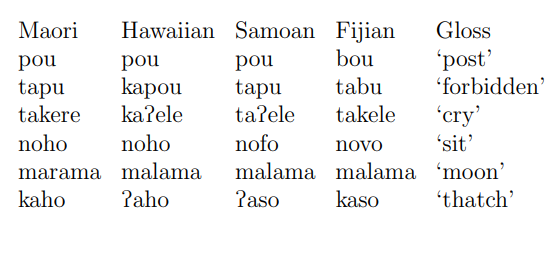 Maori Hawaiian Samoan Fijian Gloss
pou pou pou bou ‘post’
tapu kapou tapu tabu ‘forbidden’
takere kaʔele taʔele takele ‘cry’
noho noho nofo novo ‘sit’
marama malama malama malama ‘moon’
kaho ʔaho ʔaso kaso ‘thatch’